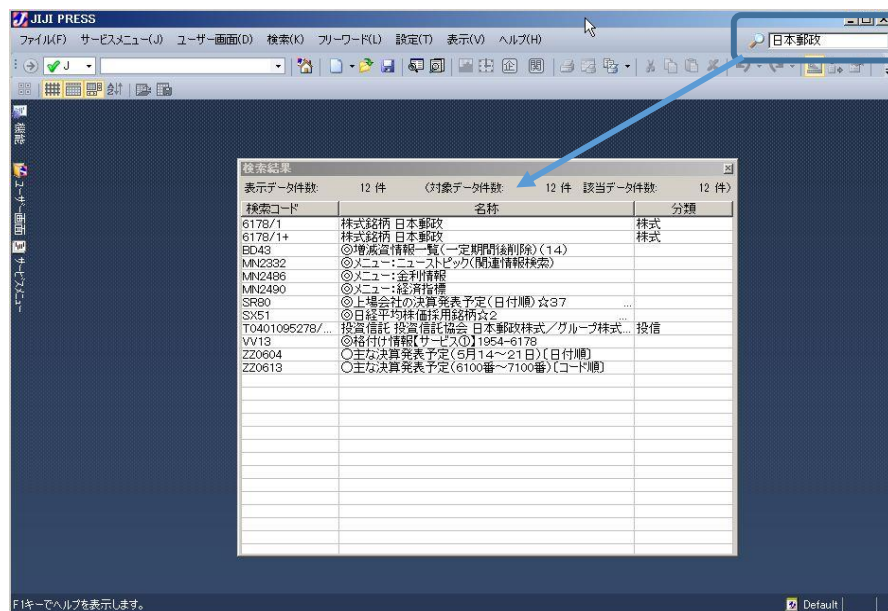 JIJI PRESS
ファイル(F) サービスメニュー(J) ユーザー画面(D) 検索(K) フリーワード(L) 設定(T) 表示(V) ヘルプ(H)
日本郵政
J
企 閲
ユーザー画面
サービスメニュー
検索結果
表示データ件数: 12 件 (対象データ件数: 12 件 該当データ件数: 12 件)
検索コード 名称 分類
6178/1 株式銘柄 日本郵政 株式
6178/1+ 株式銘柄 日本郵政 株式
BD43 ◎増減資情報一覧(一定期間後削除)(14)
MN2332 ◎メニュー:ニューストピック(関連情報検索)
MN2486 ◎メニュー:金利情報
MN2490 ◎メニュー:経済指標
SR80 ◎上場会社の決算発表予定(日付順)☆37 ...
SX51 ◎日経平均株価採用銘柄☆2 ...
T0401095278/... 投資信託 投資信託協会 日本郵政株式/グループ株式... 投信
VV13 ◎格付け情報【サービス①】1954-6178
ZZ0604 ○主な決算発表予定(5月14~21日)[日付順]
ZZ0613 ○主な決算発表予定(6100番~7100番)[コード順]
F1キーでヘルプを表示します。
Default